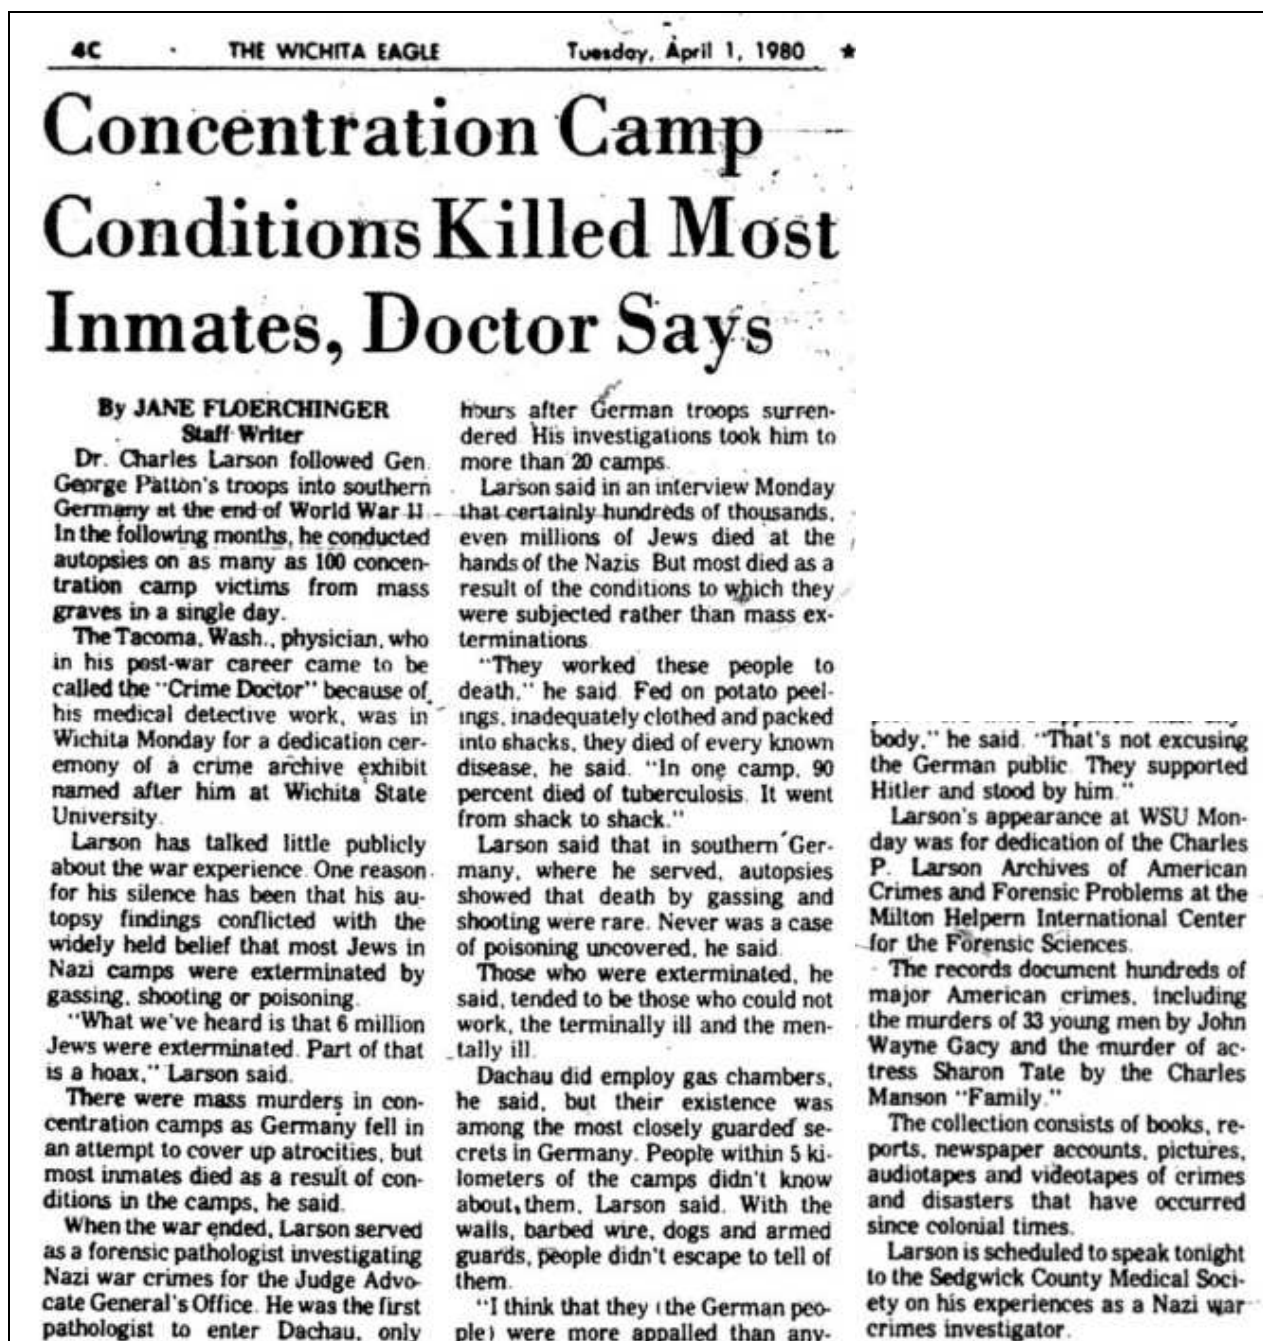 4C THE WICHITA EAGLE Tuesday, April 1, 1980 ★
Concentration Camp
Conditions Killed Most
Inmates, Doctor Says
By JANE FLOERCHINGER
Staff Writer
Dr. Charles Larson followed Gen.
George Patton's troops into southern
Germany at the end of World War II.
In the following months, he conducted
autopsies on as many as 100 concen-
tration camp victims from mass
graves in a single day.
The Tacoma, Wash., physician, who
in his post-war career came to be
called the "Crime Doctor" because of
his medical detective work, was in
Wichita Monday for a dedication cer-
emony of a crime archive exhibit
named after him at Wichita State
University.
Larson has talked little publicly
about the war experience. One reason
for his silence has been that his au-
topsy findings conflicted with the
widely held belief that most Jews in
Nazi camps were exterminated by
gassing, shooting or poisoning.
"What we've heard is that 6 million
Jews were exterminated. Part of that
is a hoax," Larson said.
There were mass murders in con-
centration camps as Germany fell in
an attempt to cover up atrocities, but
most inmates died as a result of con-
ditions in the camps, he said.
When the war ended, Larson served
as a forensic pathologist investigating
Nazi war crimes for the Judge Advo-
cate General's Office. He was the first
pathologist to enter Dachau, only
hours after German troops surren-
dered. His investigations took him to
more than 20 camps.
Larson said in an interview Monday
that certainly hundreds of thousands,
even millions of Jews died at the
hands of the Nazis. But most died as a
result of the conditions to which they
were subjected rather than mass ex-
terminations.
"They worked these people to
death," he said. Fed on potato peel-
ings, inadequately clothed and packed
into shacks, they died of every known
disease, he said. "In one camp, 90
percent died of tuberculosis. It went
from shack to shack."
Larson said that in southern Ger-
many, where he served, autopsies
showed that death by gassing and
shooting were rare. Never was a case
of poisoning uncovered, he said.
Those who were exterminated, he
said, tended to be those who could not
work, the terminally ill and the men-
tally ill.
Dachau did employ gas chambers,
he said, but their existence was
among the most closely guarded se-
crets in Germany. People within 5 ki-
lometers of the camps didn't know
about them, Larson said. With the
walls, barbed wire, dogs and armed
guards, people didn't escape to tell of
them.
"I think that they (the German peo-
ple) were more appalled than any-
body," he said. "That's not excusing
the German public. They supported
Hitler and stood by him."
Larson's appearance at WSU Mon-
day was for dedication of the Charles
P. Larson Archives of American
Crimes and Forensic Problems at the
Milton Helpern International Center
for the Forensic Sciences.
The records document hundreds of
major American crimes, including
the murders of 33 young men by John
Wayne Gacy and the murder of ac-
tress Sharon Tate by the Charles
Manson "Family."
The collection consists of books, re-
ports, newspaper accounts, pictures,
audiotapes and videotapes of crimes
and disasters that have occurred
since colonial times.
Larson is scheduled to speak tonight
to the Sedgwick County Medical Soci-
ety on his experiences as a Nazi war
crimes investigator.